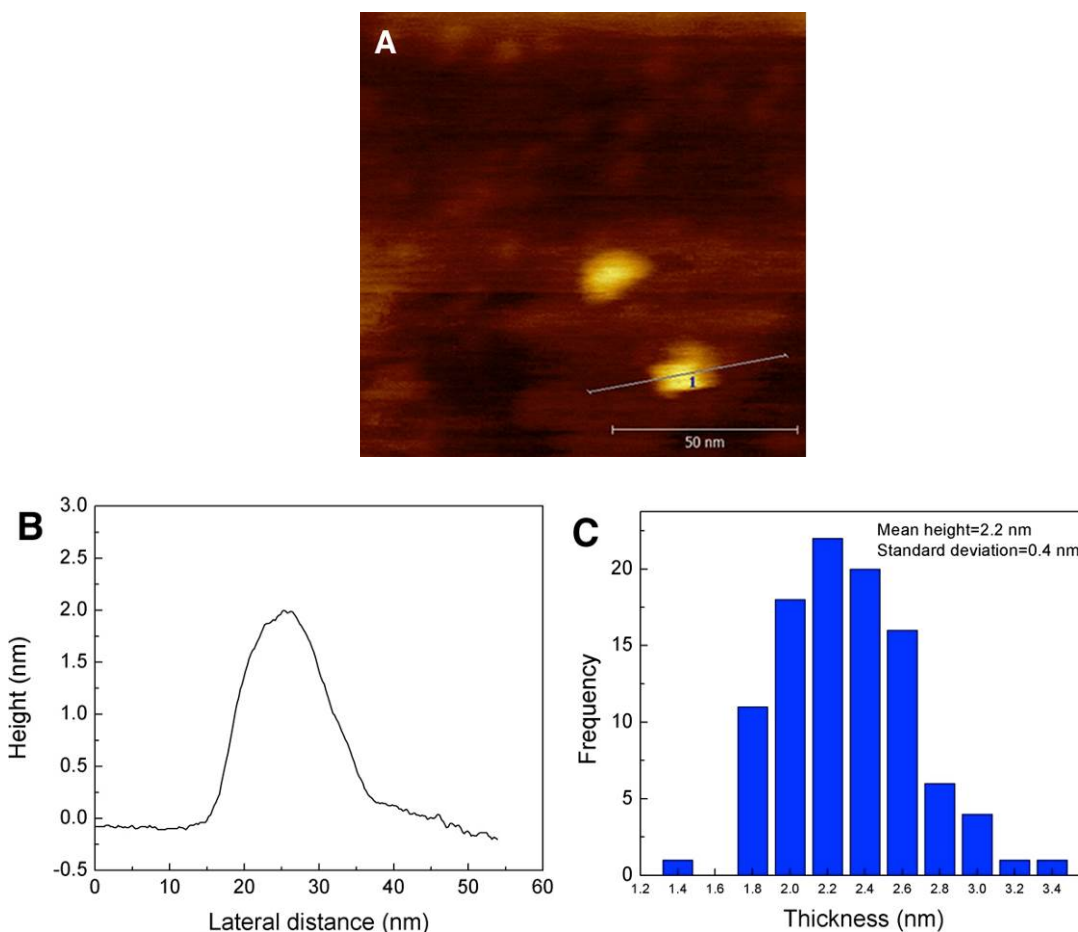 A
1
50 nm
B
3.0
2.5
2.0
1.5
1.0
0.5
0.0
-0.5
Height (nm)
0 10 20 30 40 50 60
Lateral distance (nm)
C
Mean height=2.2 nm
Standard deviation=0.4 nm
20
15
10
5
0
Frequency
1.2 1.4 1.6 1.8 2.0 2.2 2.4 2.6 2.8 3.0 3.2 3.4
Thickness (nm)